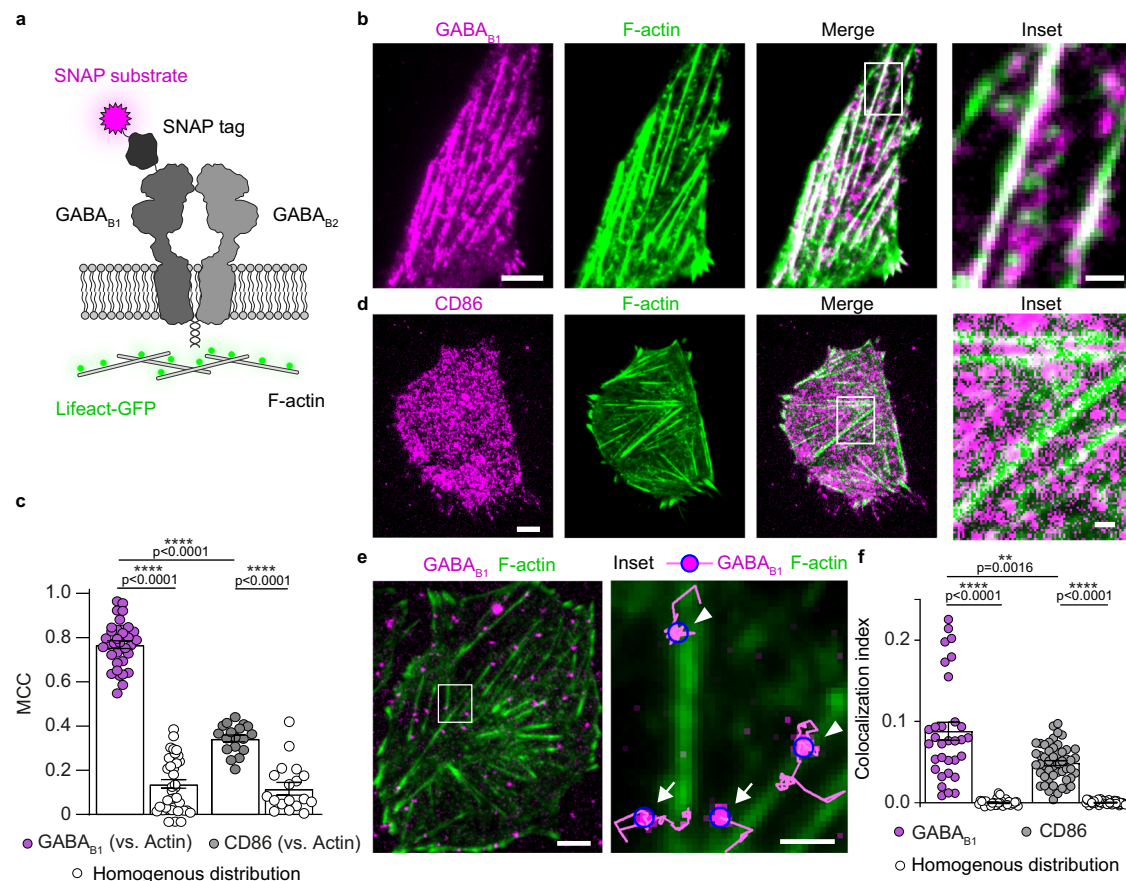 a
SNAP substrate
SNAP tag
GABAB1
GABAB2
Lifeact-GFP
F-actin
b
GABAB1
F-actin
Merge
Inset
d
CD86
F-actin
Merge
Inset
c
****
p<0.0001
****
p<0.0001
****
p<0.0001
MCC
1.0
0.8
0.6
0.4
0.2
0
GABAB1 (vs. Actin)
CD86 (vs. Actin)
Homogenous distribution
e
GABAB1 F-actin
Inset
GABAB1 F-actin
f
**
p=0.0016
****
p<0.0001
****
p<0.0001
Colocalization index
0.2
0.1
0.0
GABAB1
CD86
Homogenous distribution